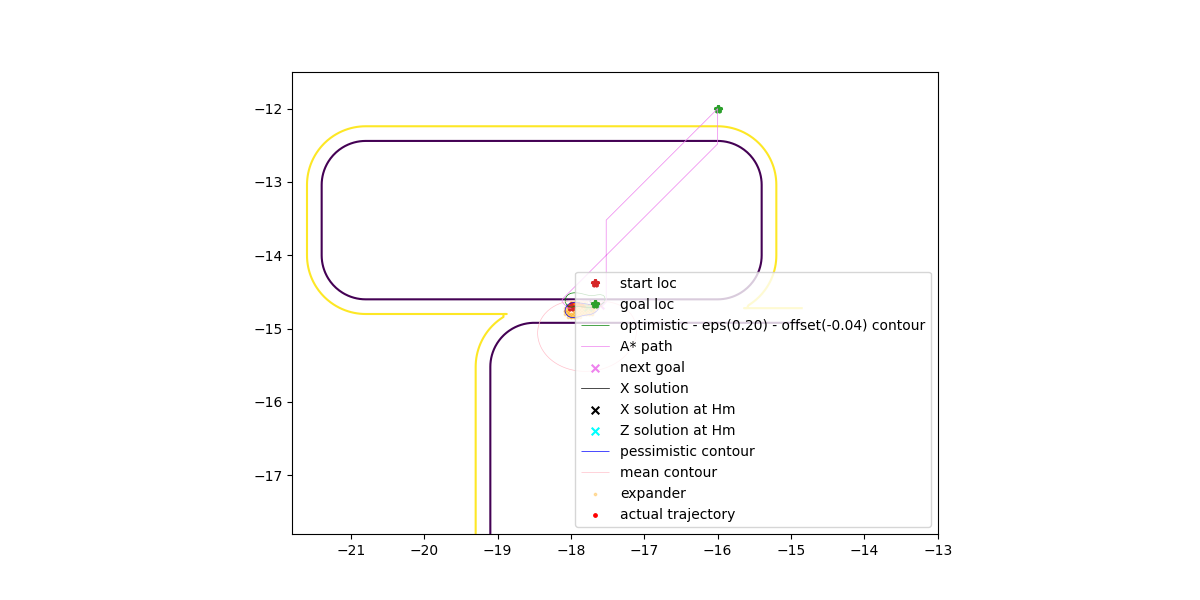 −12
−13
−14
−15
−16
−17
−21
−20
−19
−18
−17
−16
−15
−14
−13
start loc
goal loc
optimistic - eps(0.20) - offset(-0.04) contour
A* path
next goal
X solution
X solution at Hm
Z solution at Hm
pessimistic contour
mean contour
expander
actual trajectory